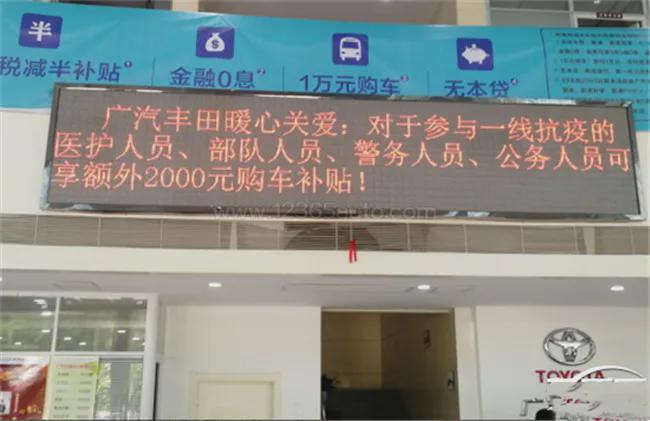 半
税减半补贴
金融0息
1万元购车
无本贷
广汽丰田暖心关爱：对于参与一线抗疫的
医护人员、部队人员、警务人员、公务人员可
享额外2000元购车补贴！
www.12365auto.com
TOYOTA